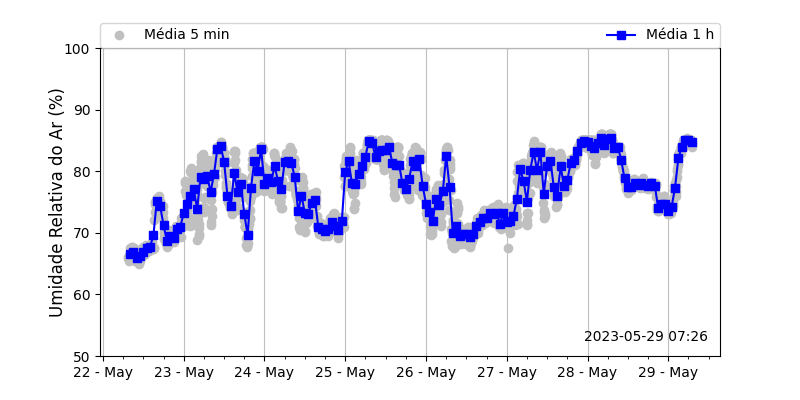 Média 5 min
Média 1 h
Umidade Relativa do Ar (%)
100
90
80
70
60
50
2023-05-29 07:26
22 - May
23 - May
24 - May
25 - May
26 - May
27 - May
28 - May
29 - May